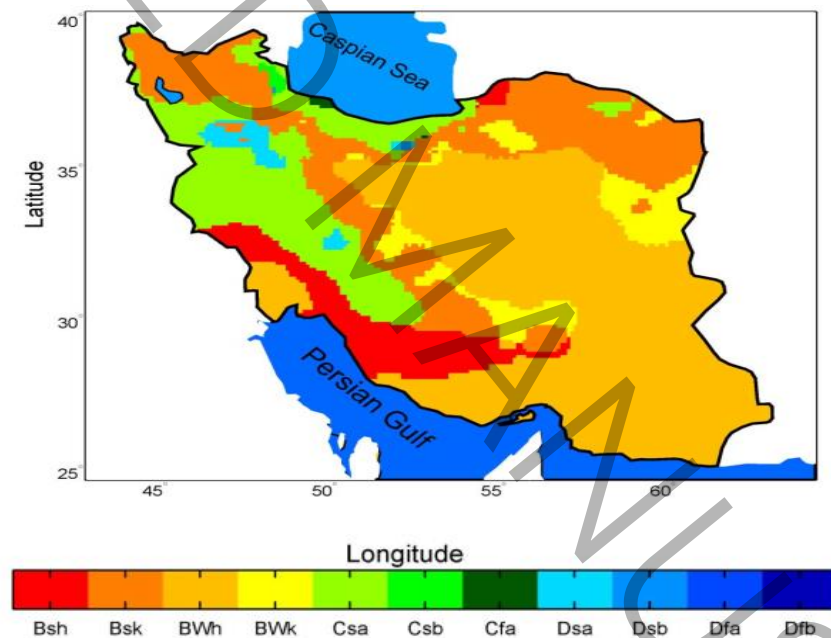 40°
Caspian Sea
35°
Latitude
30°
Persian Gulf
25°
45° 50° 55° 60°
Longitude
Bsh Bsk BWh BWk Csa Csb Cfa Dsa Dsb Dfa Dfb